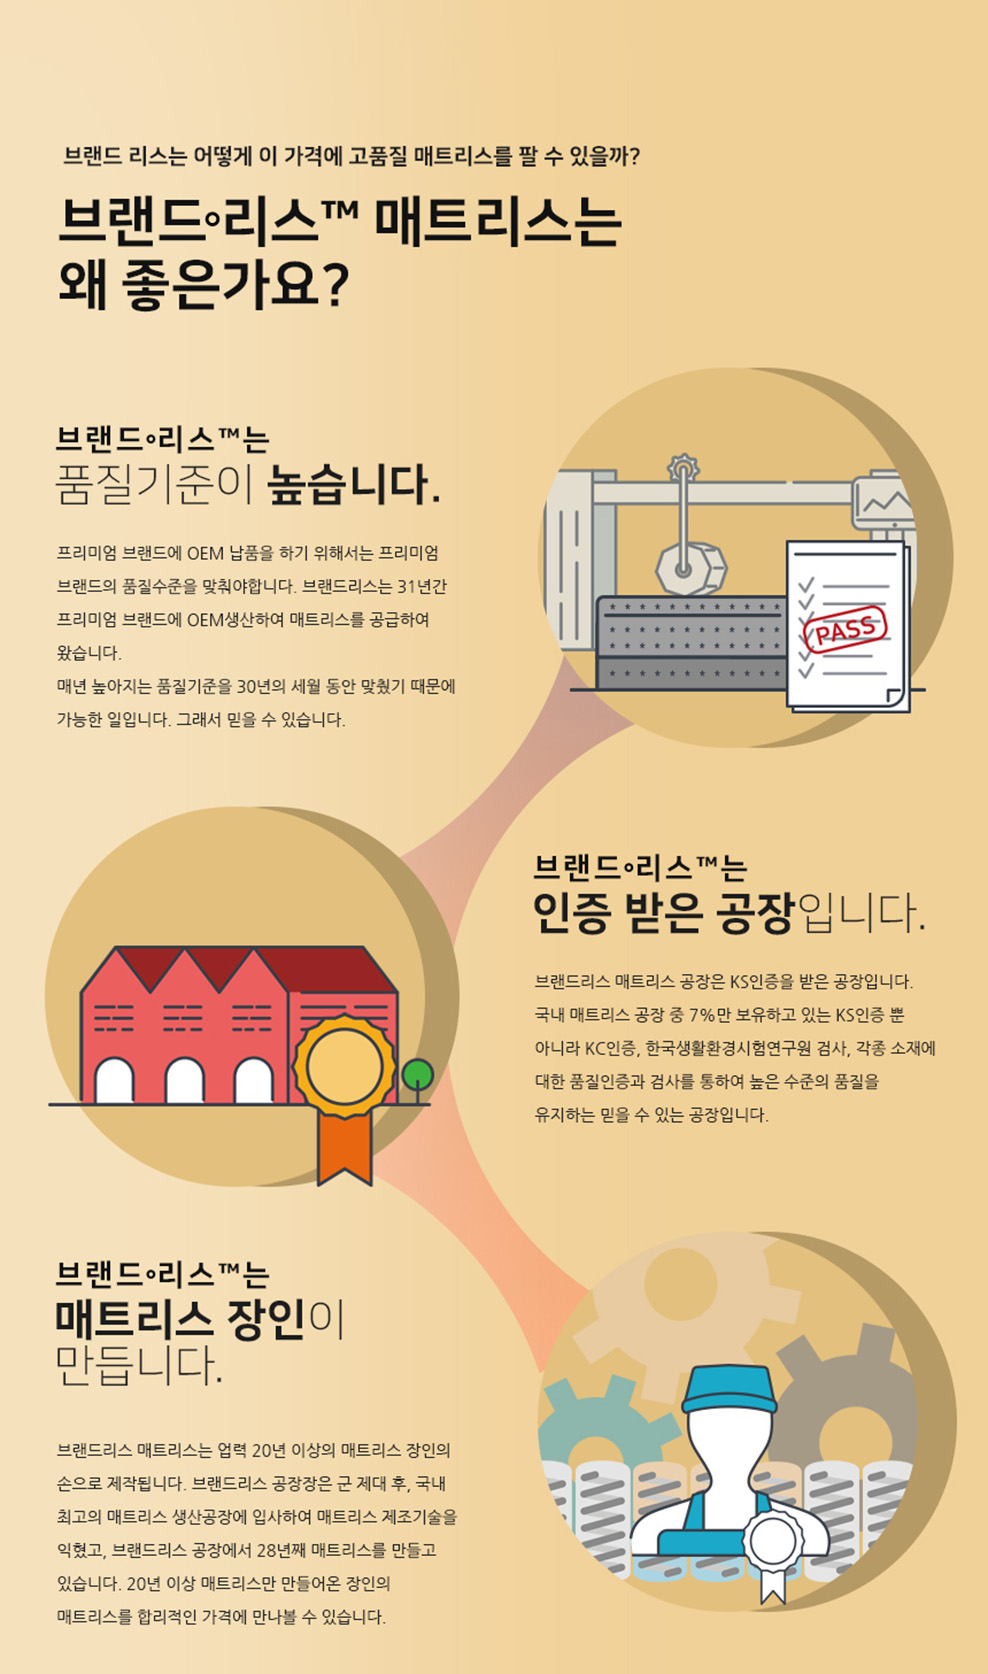 브랜드 리스는 어떻게 이 가격에 고품질 매트리스를 팔 수 있을까?
브랜드∘리스™ 매트리스는
왜 좋은가요?
브랜드∘리스™는
품질기준이 높습니다.
프리미엄 브랜드에 OEM 납품을 하기 위해서는 프리미엄
브랜드의 품질수준을 맞춰야합니다. 브랜드리스는 31년간
프리미엄 브랜드에 OEM생산하여 매트리스를 공급하여
왔습니다.
매년 높아지는 품질기준을 30년의 세월 동안 맞췄기 때문에
가능한 일입니다. 그래서 믿을 수 있습니다.
PASS
브랜드∘리스™는
인증 받은 공장입니다.
브랜드리스 매트리스 공장은 KS인증을 받은 공장입니다.
국내 매트리스 공장 중 7%만 보유하고 있는 KS인증 뿐
아니라 KC인증, 한국생활환경시험연구원 검사, 각종 소재에
대한 품질인증과 검사를 통하여 높은 수준의 품질을
유지하는 믿을 수 있는 공장입니다.
브랜드∘리스™는
매트리스 장인이
만듭니다.
브랜드리스 매트리스는 업력 20년 이상의 매트리스 장인의
손으로 제작됩니다. 브랜드리스 공장장은 군 제대 후, 국내
최고의 매트리스 생산공장에 입사하여 매트리스 제조기술을
익혔고, 브랜드리스 공장에서 28년째 매트리스를 만들고
있습니다. 20년 이상 매트리스만 만들어온 장인의
매트리스를 합리적인 가격에 만나볼 수 있습니다.